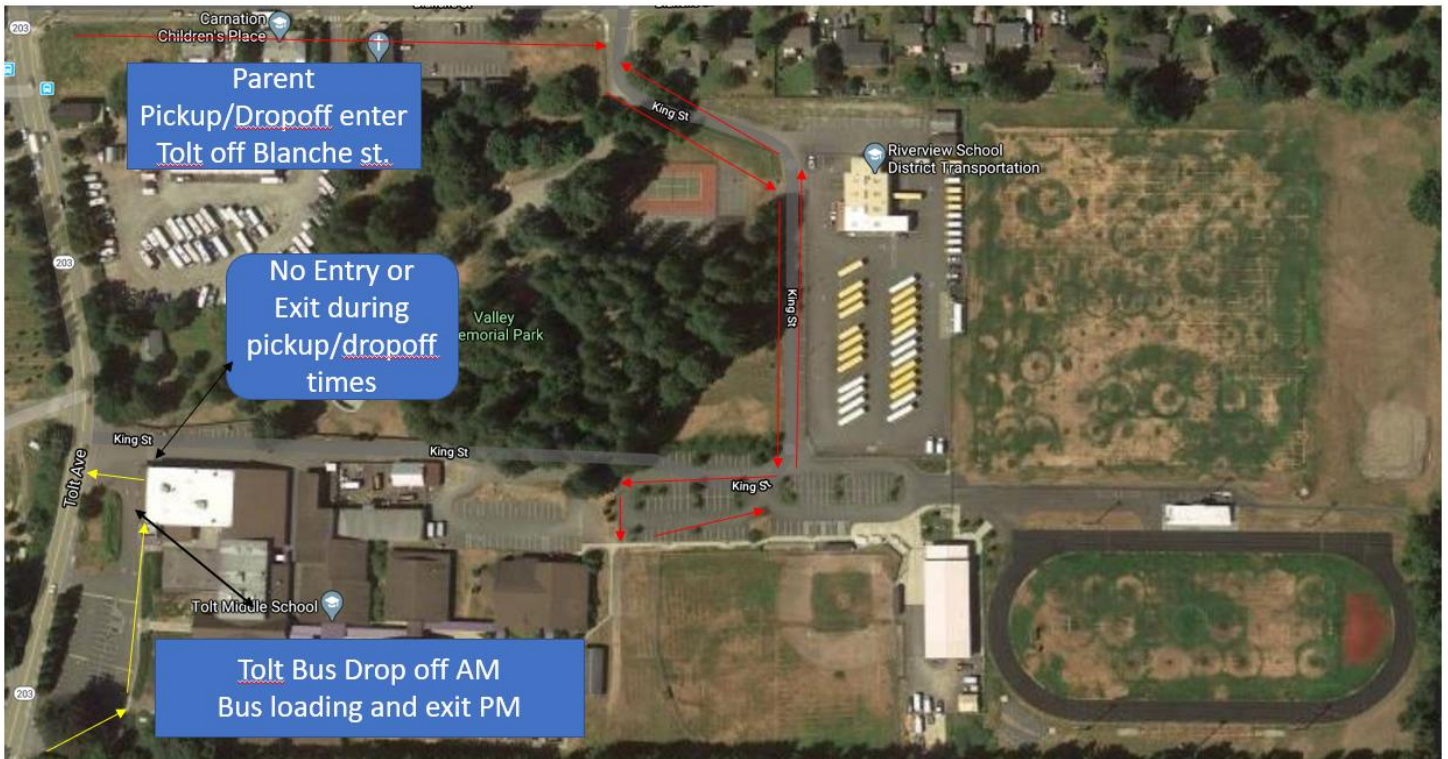 203
Carnation
Children's Place
Parent
Pickup/Dropoff enter
Tolt off Blanche st.
King St
Riverview School
District Transportation
203
No Entry or
Exit during
pickup/dropoff
times
Valley
emorial Park
King St
King St
King St
King St
Tolt Ave
Tolt Middle School
Tolt Bus Drop off AM
Bus loading and exit PM
203